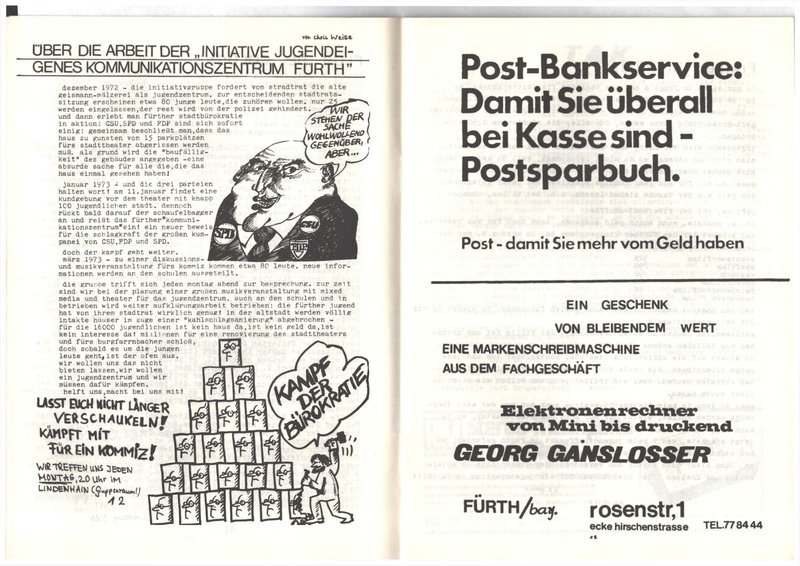 von Chris Weise
ÜBER DIE ARBEIT DER „INITIATIVE JUGENDEI-
GENES KOMMUNIKATIONSZENTRUM FÜRTH"
dezember 1972 - die initiativgruppe fordert von stradtrat die alte
geismann-mälzerei als jugendzentrum. zur entscheidenden stadtrats-
sitzung erscheinen etwa 80 junge leute,die zuhören wollen. nur 25
werden eingelassen,der rest wird von der polizei gehindert.
und dann erlebt man fürther stadtbürokratie
in aktion: CSU,SPD und FDP sind sich sofort
einig: gemeinsam beschließt man,dass das
haus zu gunsten von 15 parkplätzen
fürs stadttheater abgerissen werden
muß, als grund wird die "baufällig-
keit" des gebäudes angegeben -eine
absurde sache für alle die,die das
haus einmal gesehen haben!
WIR
STEHEN DER
SACHE
WOHLWOLLEND
GEGENÜBER,
ABER...
januar 1973 - und die drei parteien
halten wort! am 11.januar findet eine
kundgebung vor dem theater mit knapp
100 jugendlichen statt. dennoch
rückt bald darauf der schaufelbagger
an und reißt das fürther"kommuni-
kationszentrum"ein! ein neuer beweis
für die schlagkraft der großen kum-
panei von CSU,FDP und SPD.
SPD
CSU
FDP
doch der kampf geht weiter.
märz 1973 - zu einer diskussions-
und musikveranstaltung fürs kommiz kommen etwa 80 leute. neue infor-
mationen werden an den schulen ausgeteilt.
die gruppe trifft sich jeden montag abend zur besprechung. zur zeit
sind wir bei der planung einer großen musikveranstaltung mit mixed
media und theater für das jugendzentrum. auch an den schulen und in
betrieben wird weiter aufklärungsarbeit betrieben: die fürther jugend
hat von ihrem stadtrat wirklich genug! in der altstadt werden völlig
intakte häuser in zuge einer "kahlschlagsanierung" abgebrochen -
für die 16000 jugendlichen ist kein haus da,ist kein geld da,ist
kein interesse da! millionen für eine renovierung des stadttheaters
und fürs burgfarrnbacher schloß,
doch sobald es um die jungen
leute geht,ist der ofen aus.
wir wollen uns das nicht
bieten lassen,wir wollen
ein jugendzentrum und wir
müssen dafür kämpfen.
helft uns,macht bei uns mit!
KAMPF
DER
BÜROKRATIE
LASST EUCH NICHT LÄNGER
VERSCHAUKELN!
KÄMPFT MIT
FÜR EIN KOMMIZ!
WIR TREFFEN UNS JEDEN
MONTAG, 20 UHR IM
LINDENHAIN (Gruppenraum!)
12
Post-Bankservice:
Damit Sie überall
bei Kasse sind -
Postsparbuch.
Post - damit Sie mehr vom Geld haben
EIN GESCHENK
VON BLEIBENDEM WERT
EINE MARKENSCHREIBMASCHINE
AUS DEM FACHGESCHÄFT
Elektronenrechner
von Mini bis druckend
GEORG GÄNSLOSSER
FÜRTH/bay. rosenstr,1
ecke hirschenstrasse TEL.77 84 44